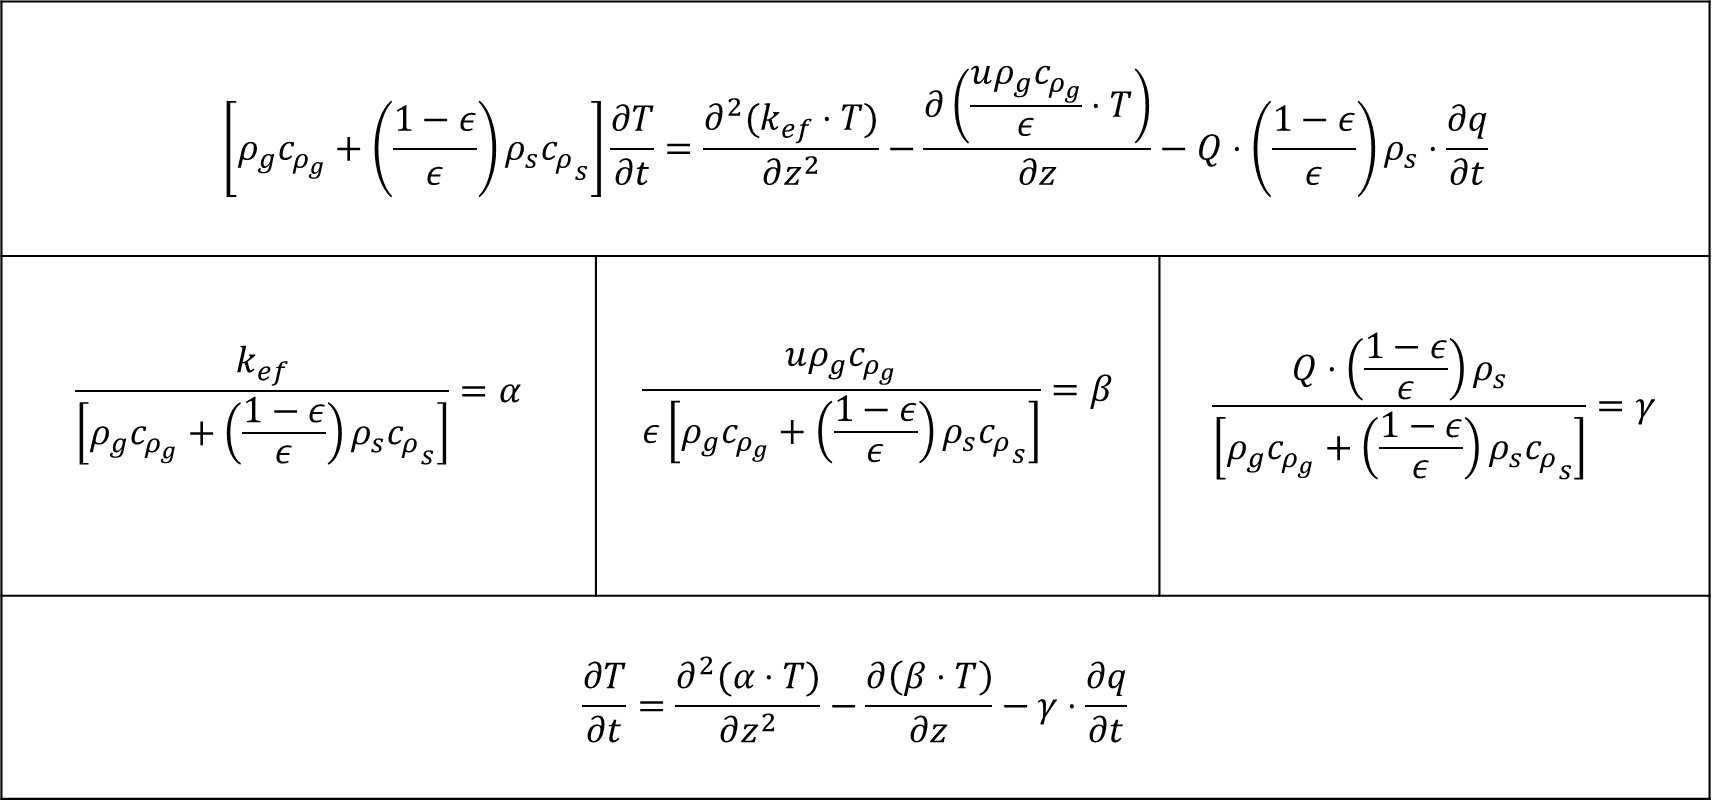 [ρ_g c_{ρ_g} + ((1 − ϵ)/ϵ) ρ_s c_{ρ_s}] ∂T/∂t = ∂²(k_{ef} · T)/∂z² − ∂((uρ_g c_{ρ_g})/ϵ · T)/∂z − Q · ((1 − ϵ)/ϵ) ρ_s · ∂q/∂t
k_{ef}/[ρ_g c_{ρ_g} + ((1 − ϵ)/ϵ) ρ_s c_{ρ_s}] = α
uρ_g c_{ρ_g}/(ϵ[ρ_g c_{ρ_g} + ((1 − ϵ)/ϵ) ρ_s c_{ρ_s}]) = β
Q · ((1 − ϵ)/ϵ) ρ_s/[ρ_g c_{ρ_g} + ((1 − ϵ)/ϵ) ρ_s c_{ρ_s}] = γ
∂T/∂t = ∂²(α · T)/∂z² − ∂(β · T)/∂z − γ · ∂q/∂t